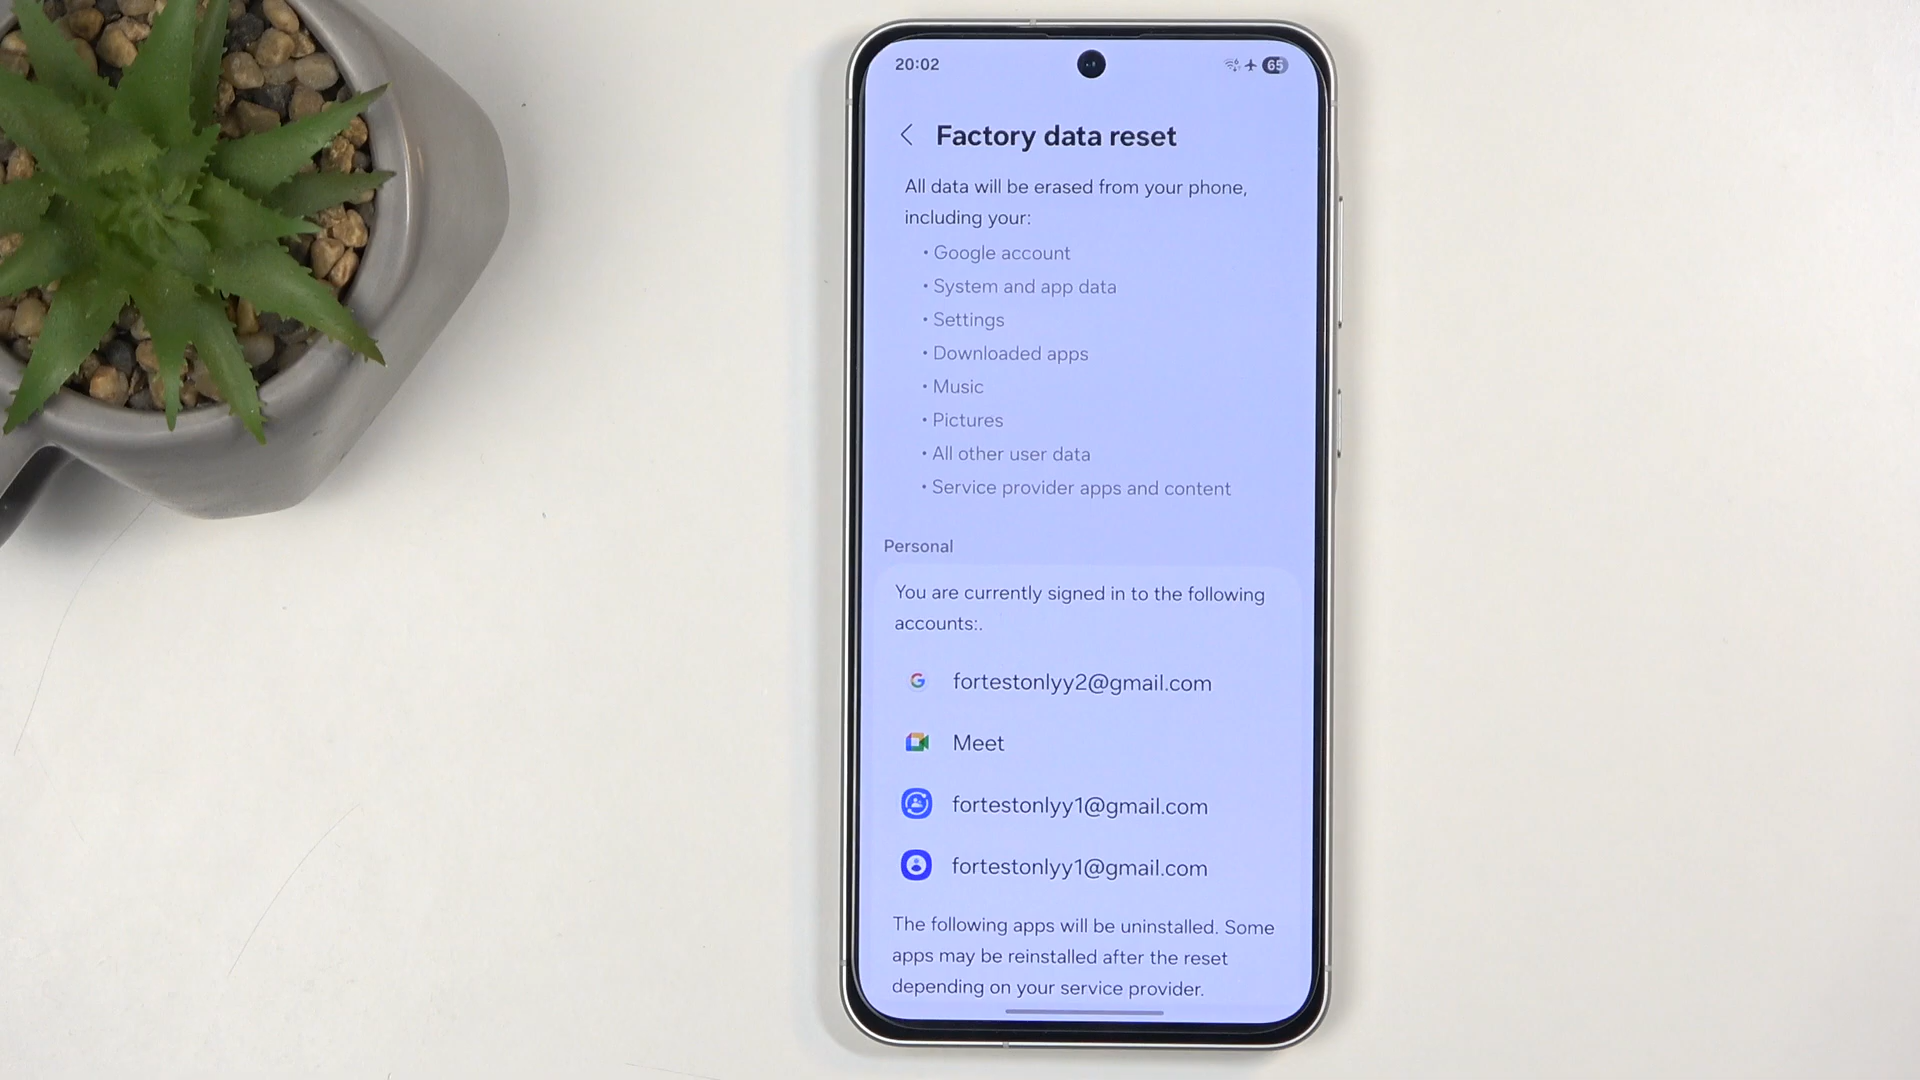 20:02
65
Factory data reset
All data will be erased from your phone,
including your:
• Google account
• System and app data
• Settings
• Downloaded apps
• Music
• Pictures
• All other user data
• Service provider apps and content
Personal
You are currently signed in to the following
accounts:.
fortestonlyy2@gmail.com
Meet
fortestonlyy1@gmail.com
fortestonlyy1@gmail.com
The following apps will be uninstalled. Some
apps may be reinstalled after the reset
depending on your service provider.